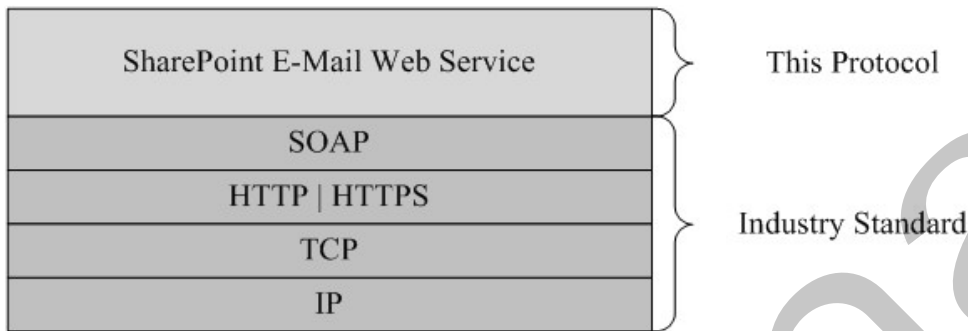 SharePoint E-Mail Web Service
This Protocol
SOAP
HTTP | HTTPS
Industry Standard
TCP
IP